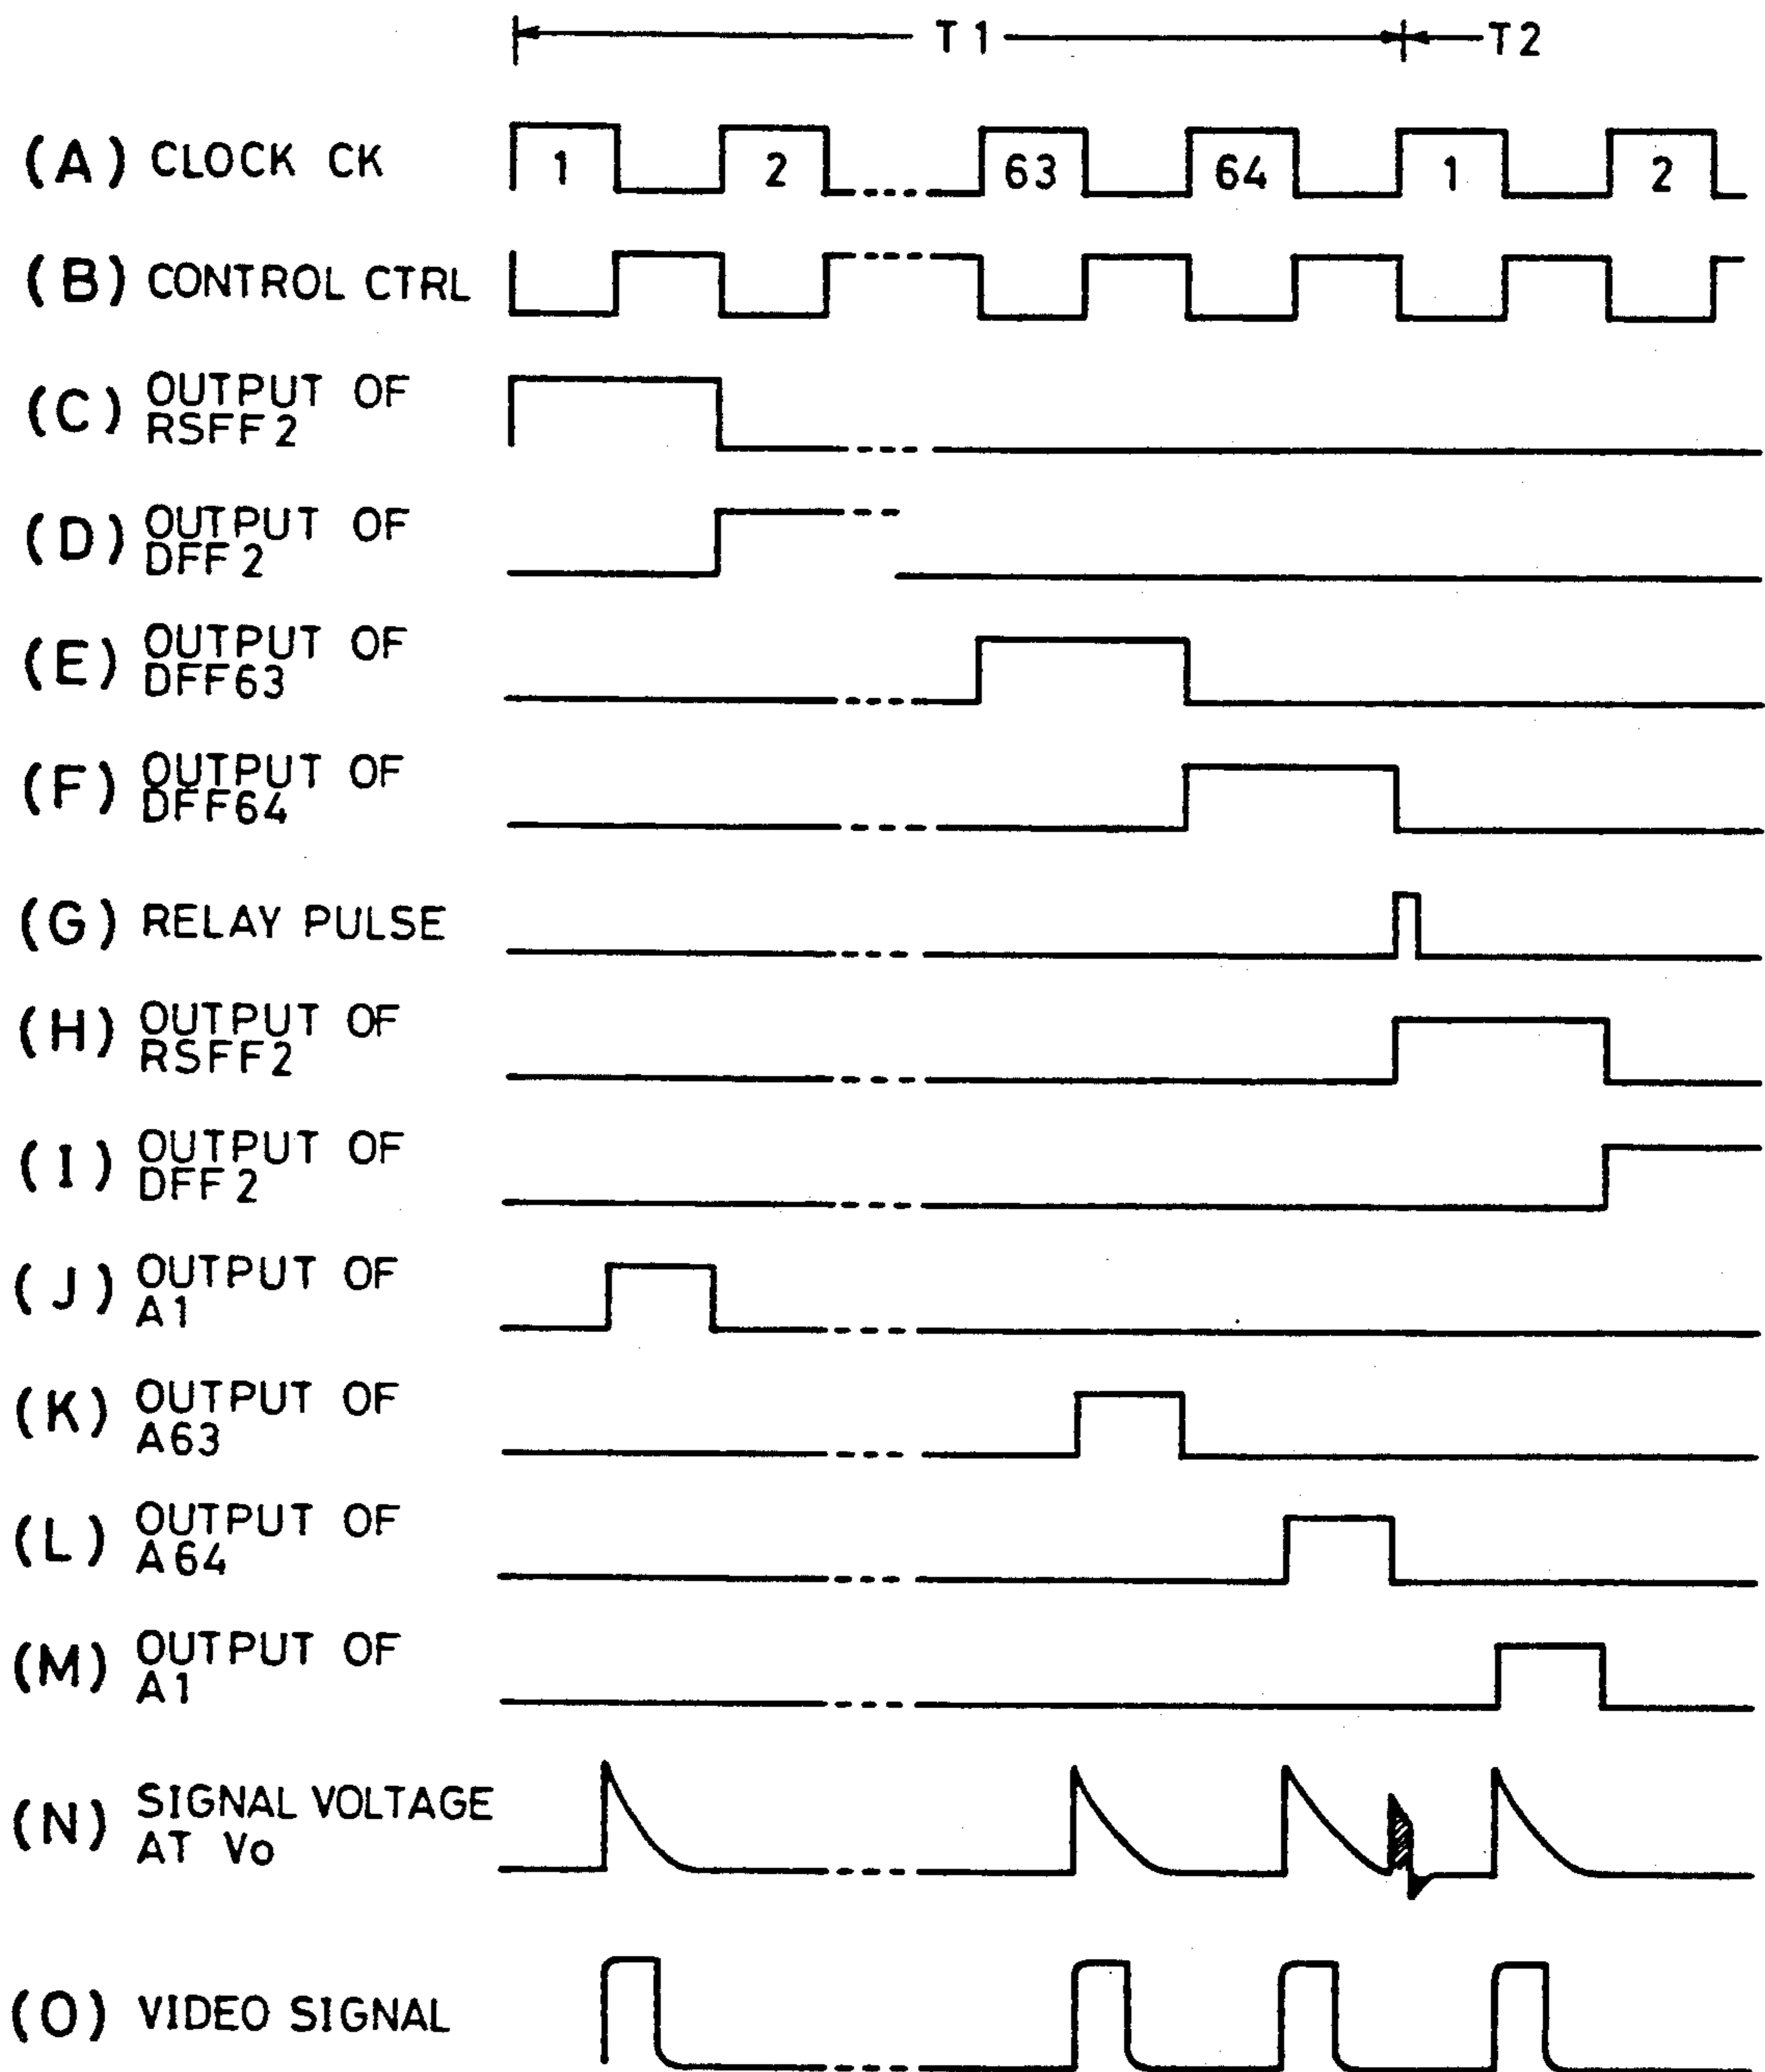 T1 T2
(A) CLOCK CK 1 2 63 64 1 2
(B) CONTROL CTRL
(C) OUTPUT OF
RSFF2
(D) OUTPUT OF
DFF2
(E) OUTPUT OF
DFF63
(F) OUTPUT OF
DFF64
(G) RELAY PULSE
(H) OUTPUT OF
RSFF2
(I) OUTPUT OF
DFF2
(J) OUTPUT OF
A1
(K) OUTPUT OF
A63
(L) OUTPUT OF
A64
(M) OUTPUT OF
A1
(N) SIGNAL VOLTAGE
AT Vo
(O) VIDEO SIGNAL